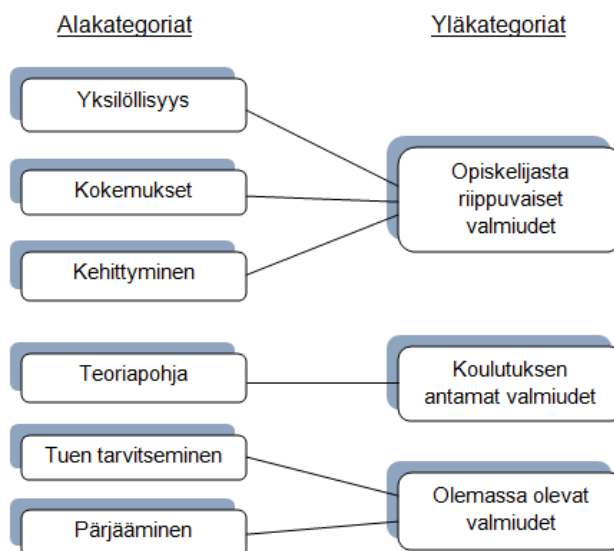 Alakategoriat
Yläkategoriat
Yksilöllisyys
Kokemukset
Kehittyminen
Opiskelijasta
riippuvaiset
valmiudet
Teoriapohja
Koulutuksen
antamat valmiudet
Tuen tarvitseminen
Pärjääminen
Olemassa olevat
valmiudet